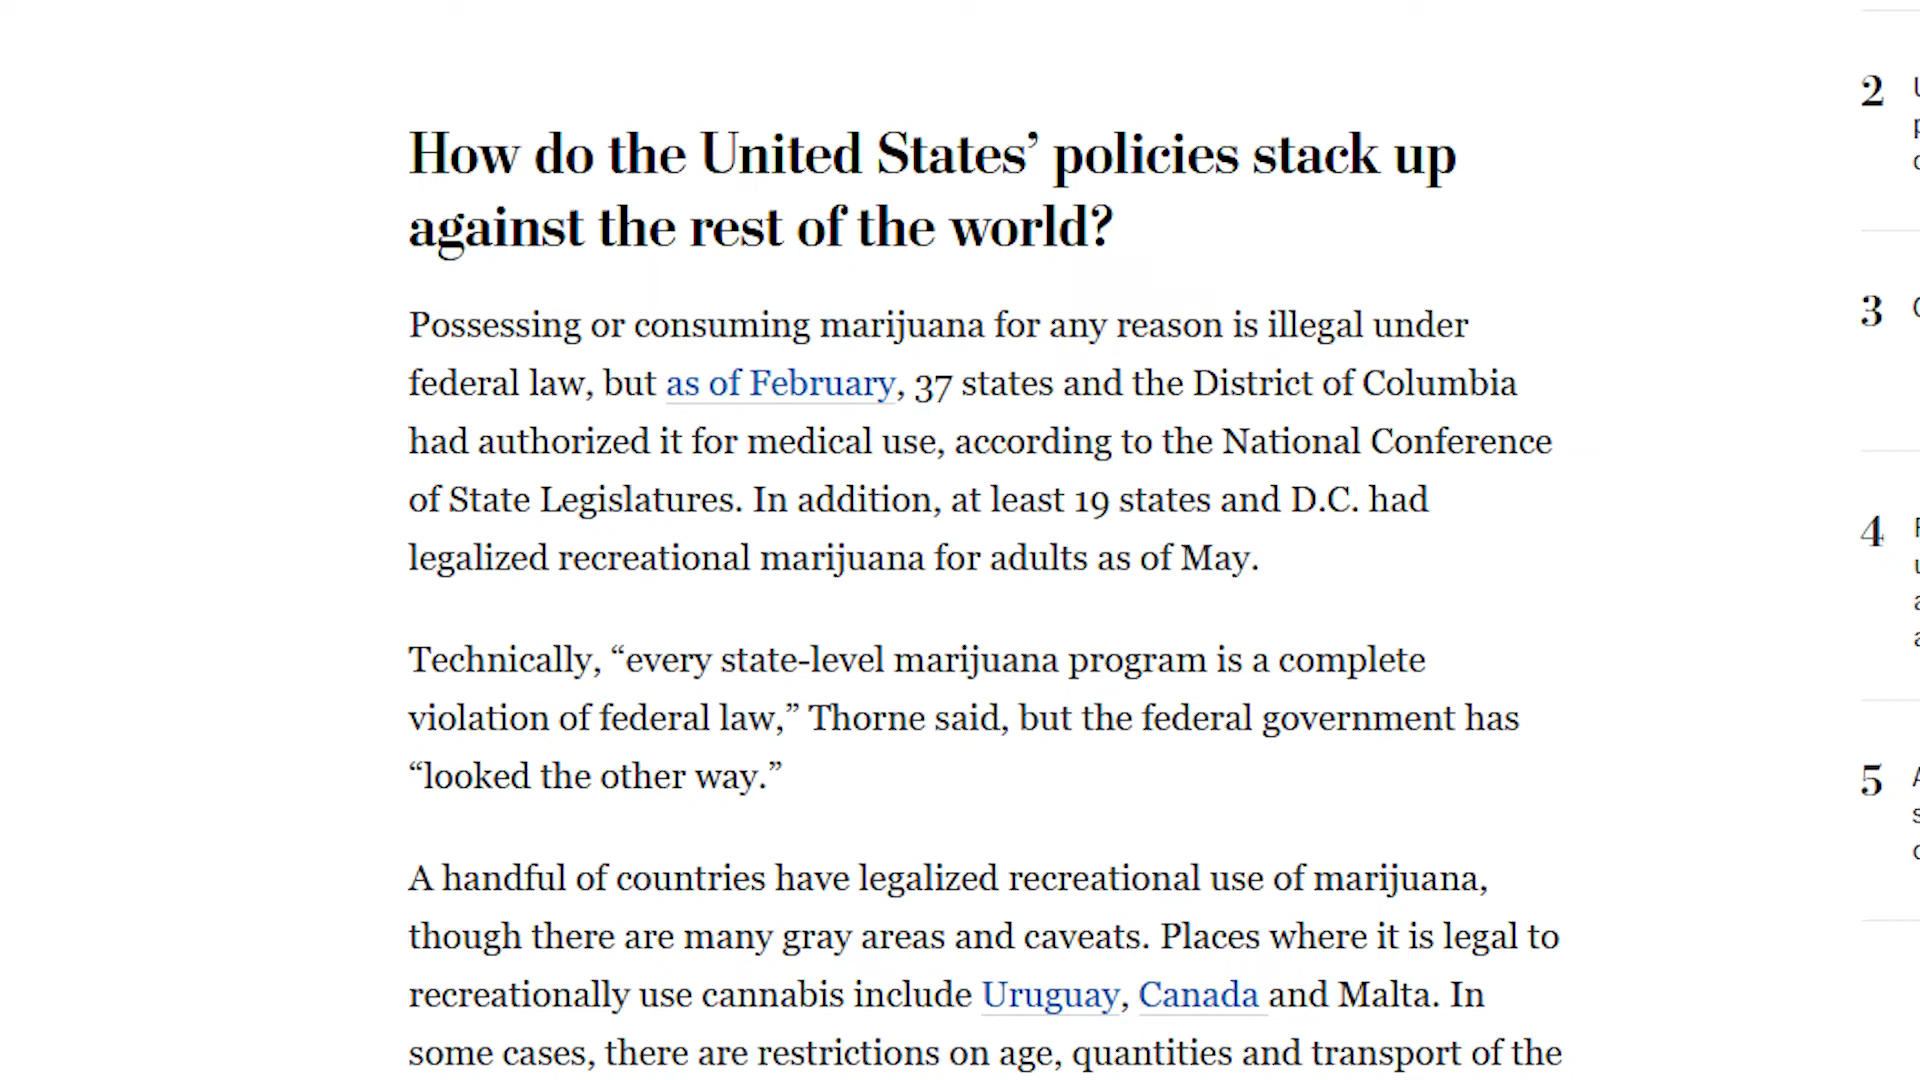 How do the United States’ policies stack up
against the rest of the world?
Possessing or consuming marijuana for any reason is illegal under
federal law, but as of February, 37 states and the District of Columbia
had authorized it for medical use, according to the National Conference
of State Legislatures. In addition, at least 19 states and D.C. had
legalized recreational marijuana for adults as of May.
Technically, “every state-level marijuana program is a complete
violation of federal law,” Thorne said, but the federal government has
“looked the other way.”
A handful of countries have legalized recreational use of marijuana,
though there are many gray areas and caveats. Places where it is legal to
recreationally use cannabis include Uruguay, Canada and Malta. In
some cases, there are restrictions on age, quantities and transport of the
2
3
4
5